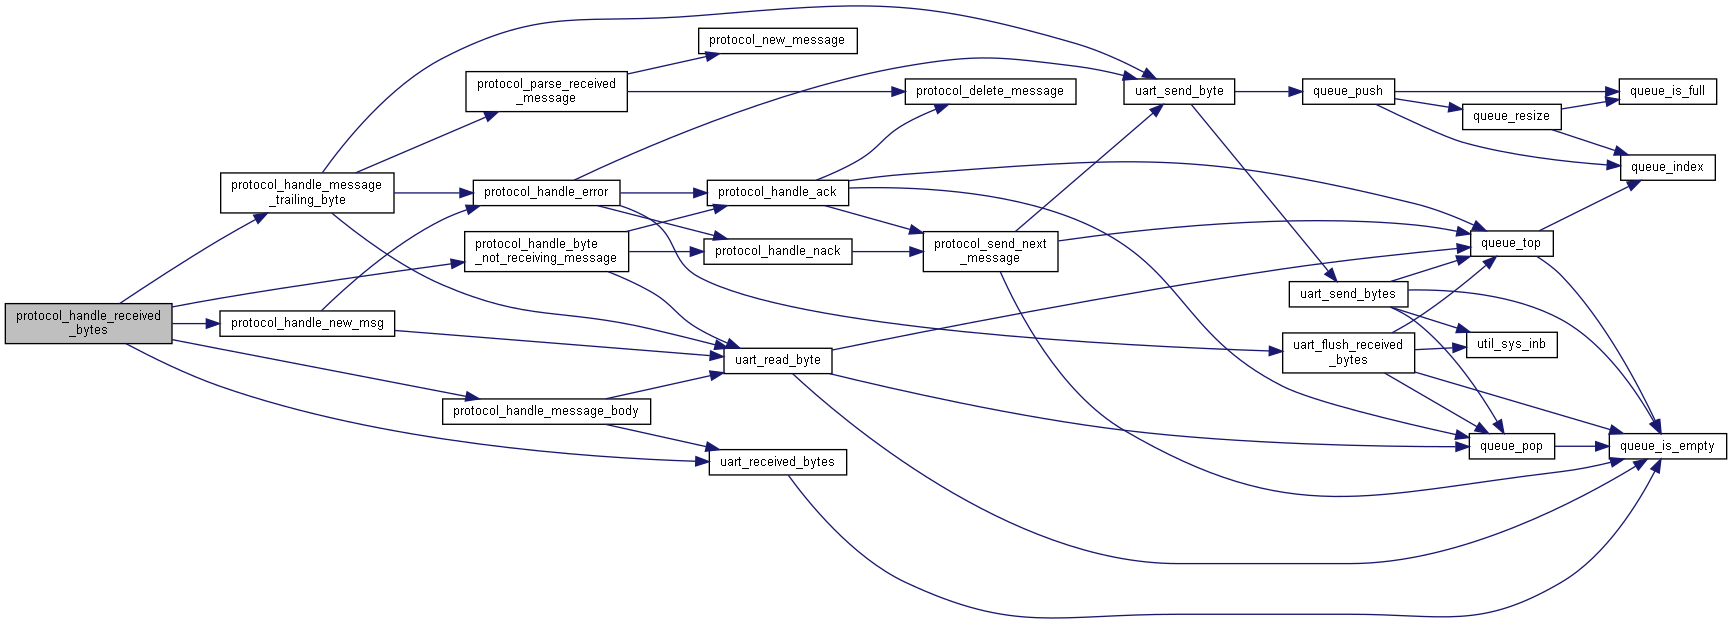 protocol_handle_received
_bytes
protocol_handle_message
_trailing_byte
protocol_handle_new_msg
protocol_parse_received
_message
protocol_handle_error
protocol_handle_byte
_not_receiving_message
protocol_handle_message_body
protocol_new_message
protocol_handle_ack
protocol_handle_nack
uart_read_byte
uart_received_bytes
protocol_delete_message
protocol_send_next
_message
uart_send_byte
queue_push
uart_send_bytes
uart_flush_received
_bytes
queue_resize
queue_top
util_sys_inb
queue_pop
queue_is_full
queue_index
queue_is_empty